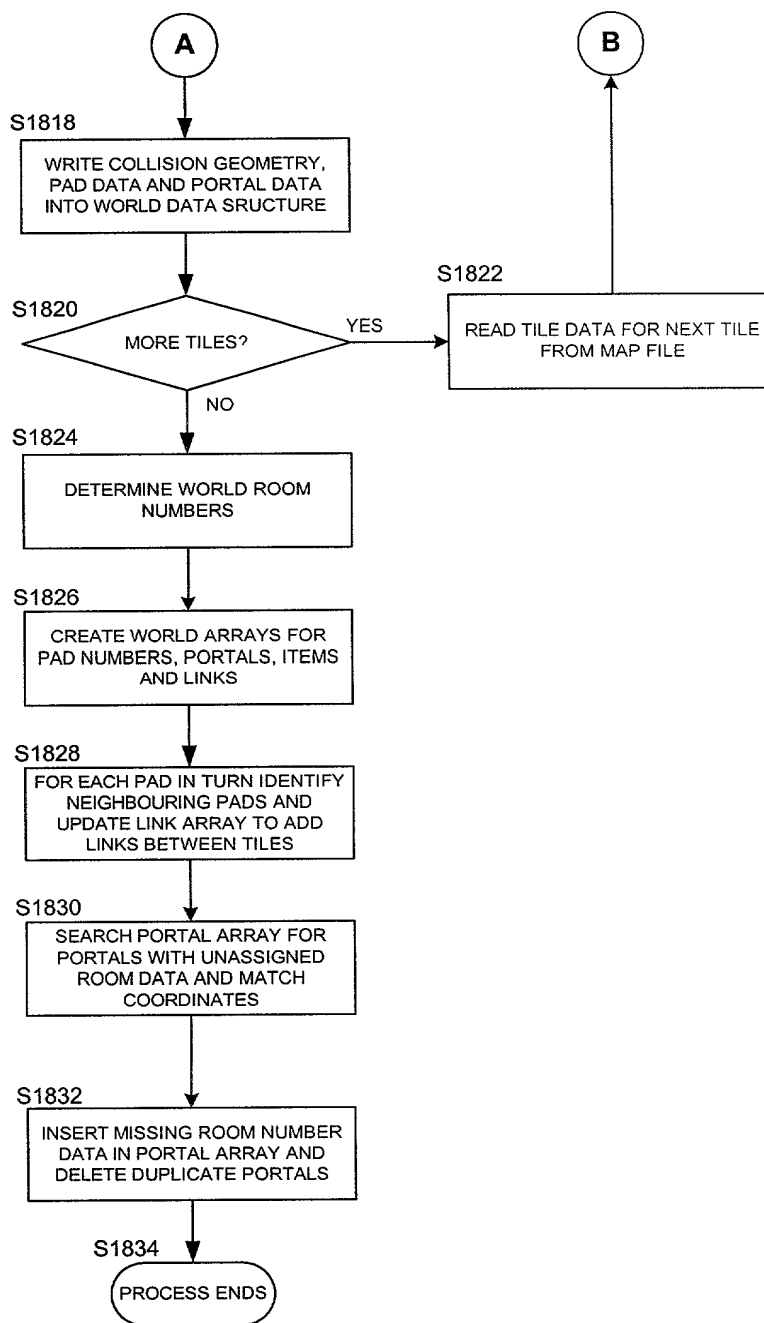 A
B
S1818
WRITE COLLISION GEOMETRY,
PAD DATA AND PORTAL DATA
INTO WORLD DATA SRUCTURE
S1820
MORE TILES?
YES
NO
S1822
READ TILE DATA FOR NEXT TILE
FROM MAP FILE
S1824
DETERMINE WORLD ROOM
NUMBERS
S1826
CREATE WORLD ARRAYS FOR
PAD NUMBERS, PORTALS, ITEMS
AND LINKS
S1828
FOR EACH PAD IN TURN IDENTIFY
NEIGHBOURING PADS AND
UPDATE LINK ARRAY TO ADD
LINKS BETWEEN TILES
S1830
SEARCH PORTAL ARRAY FOR
PORTALS WITH UNASSIGNED
ROOM DATA AND MATCH
COORDINATES
S1832
INSERT MISSING ROOM NUMBER
DATA IN PORTAL ARRAY AND
DELETE DUPLICATE PORTALS
S1834
PROCESS ENDS